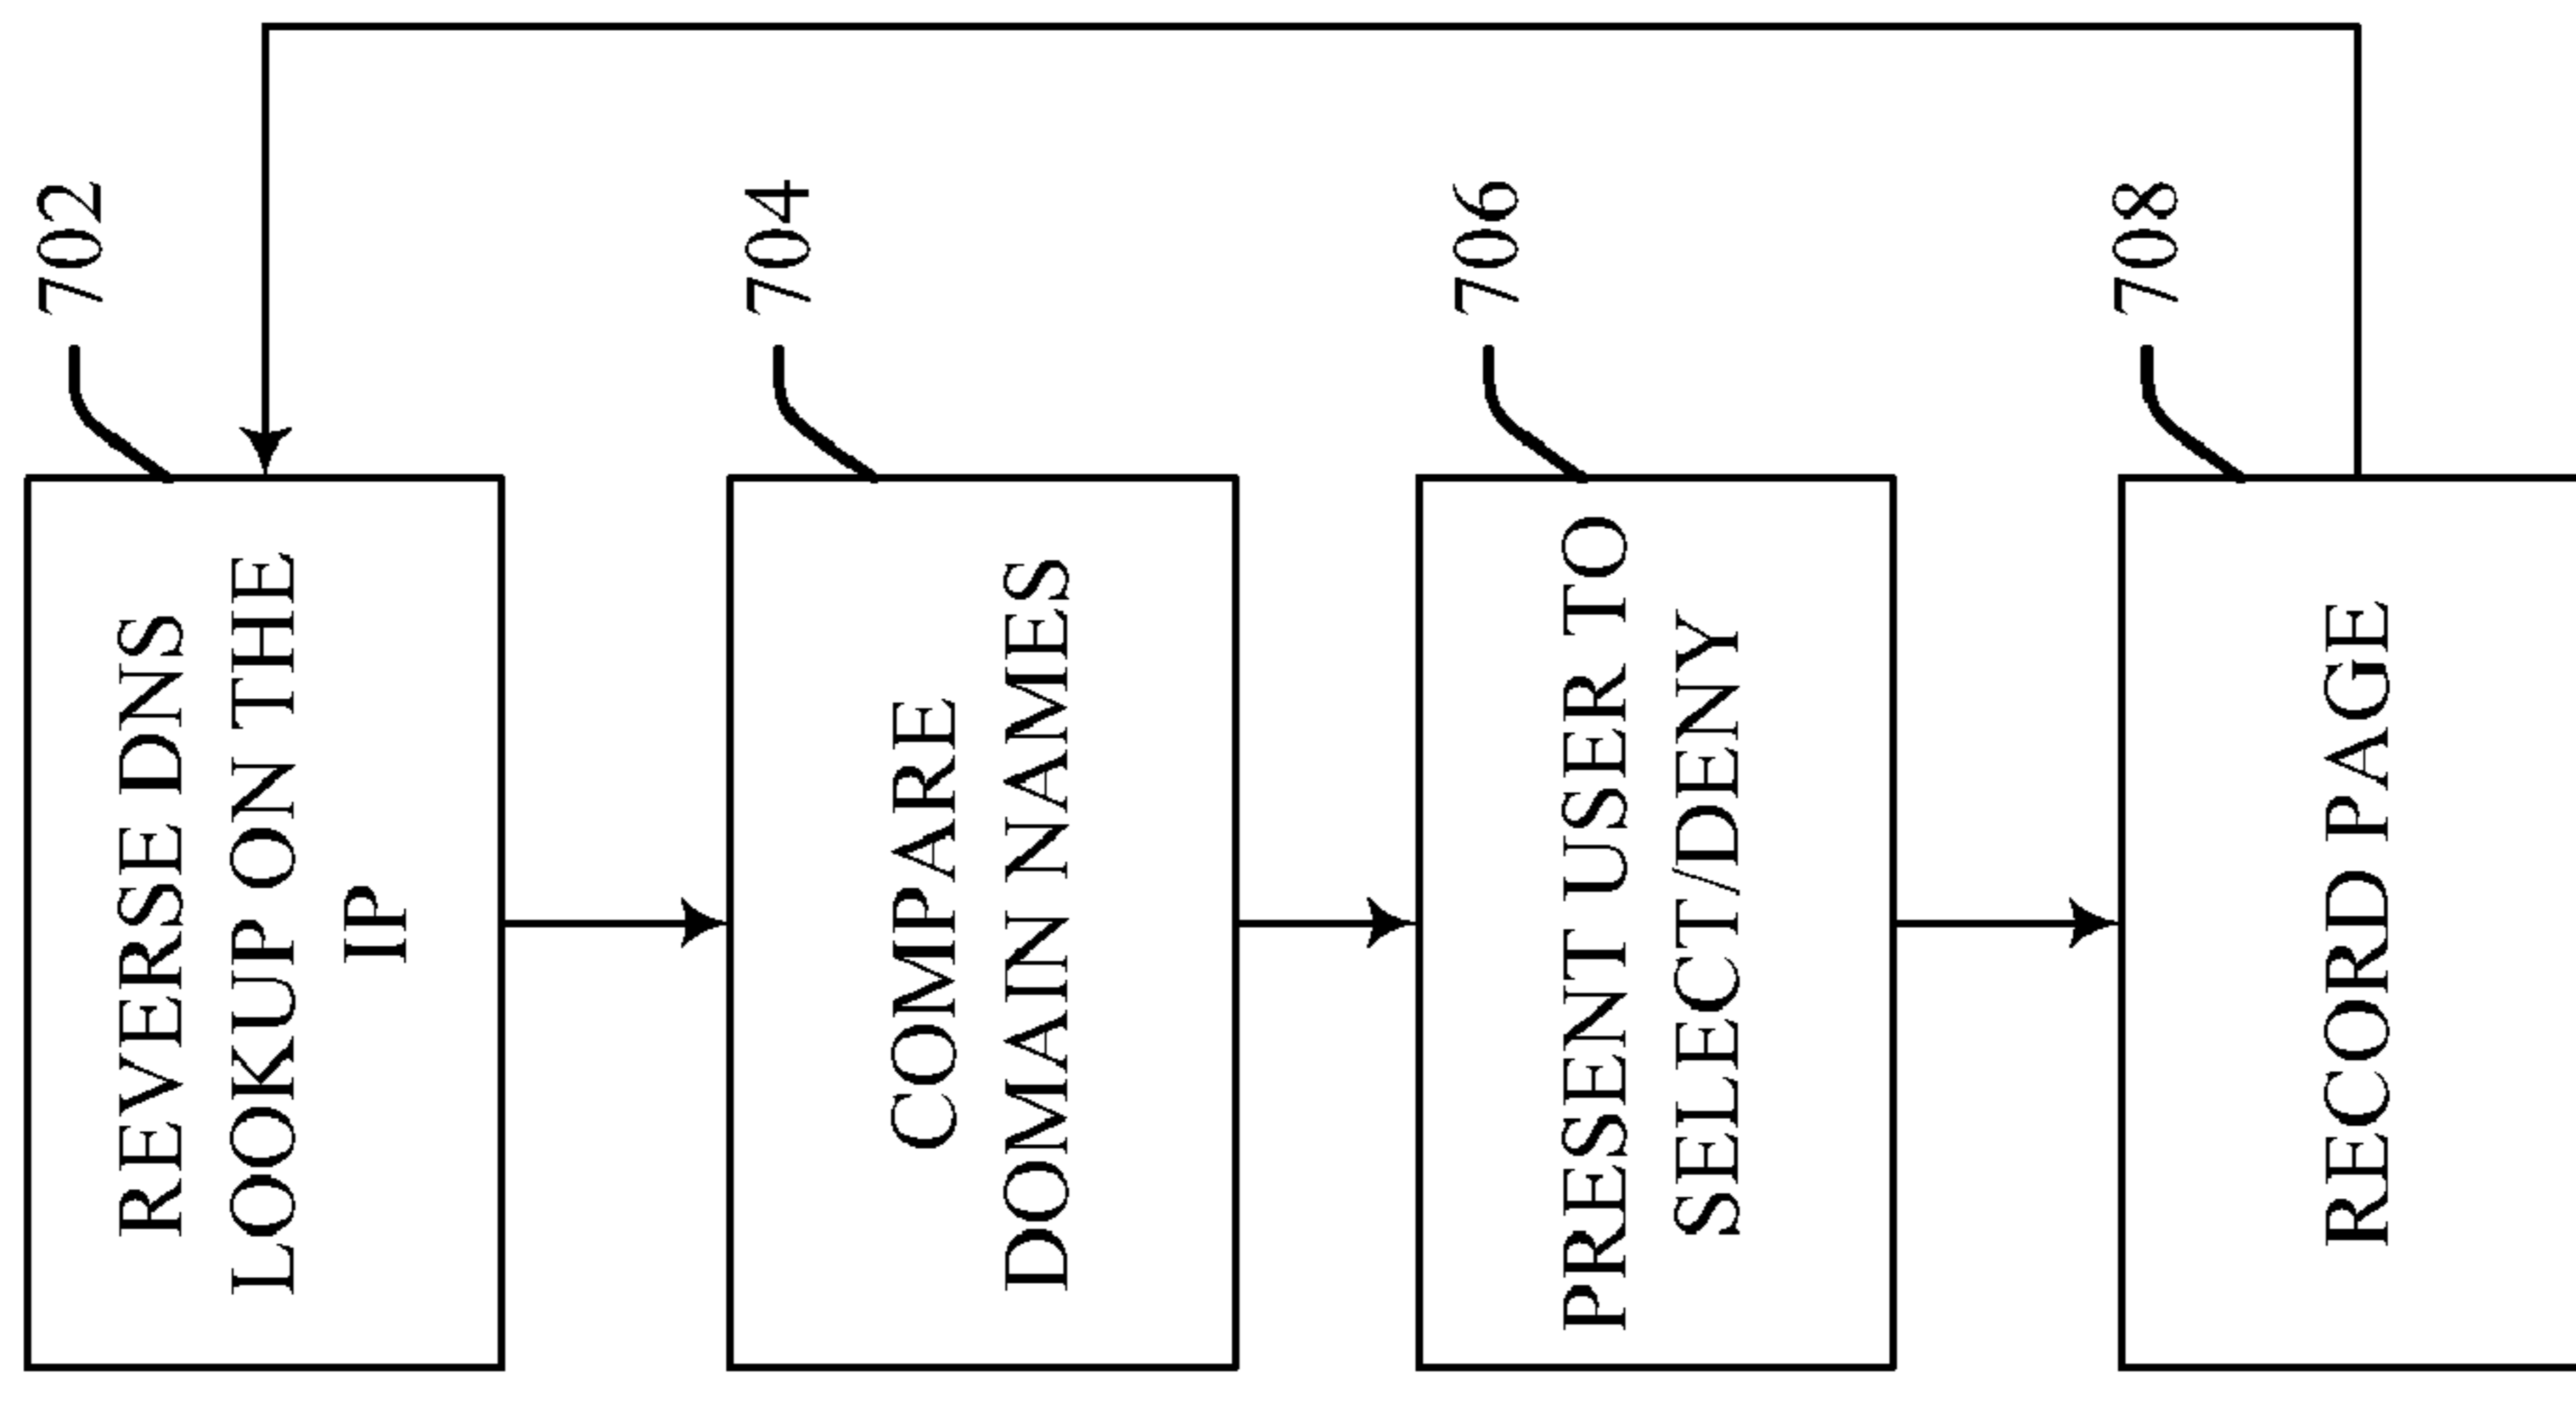 702
REVERSE DNS
LOOKUP ON THE
IP
704
COMPARE
DOMAIN NAMES
706
PRESENT USER TO
SELECT/DENY
708
RECORD PAGE